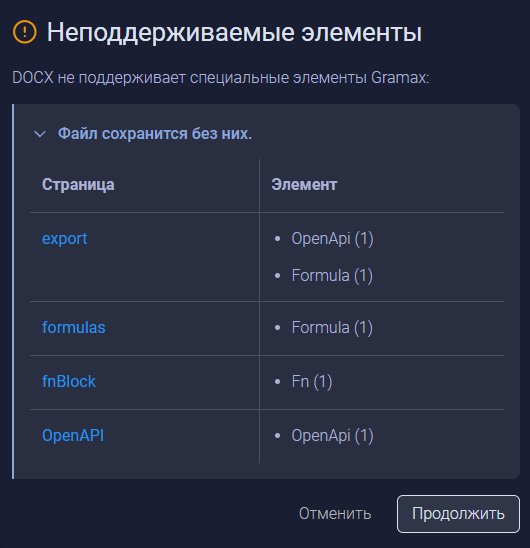 Неподдерживаемые элементы
DOCX не поддерживает специальные элементы Gramax:
Файл сохранится без них.
Страница Элемент
export OpenApi (1)
Formula (1)
formulas Formula (1)
fnBlock Fn (1)
OpenAPI OpenApi (1)
Отменить Продолжить